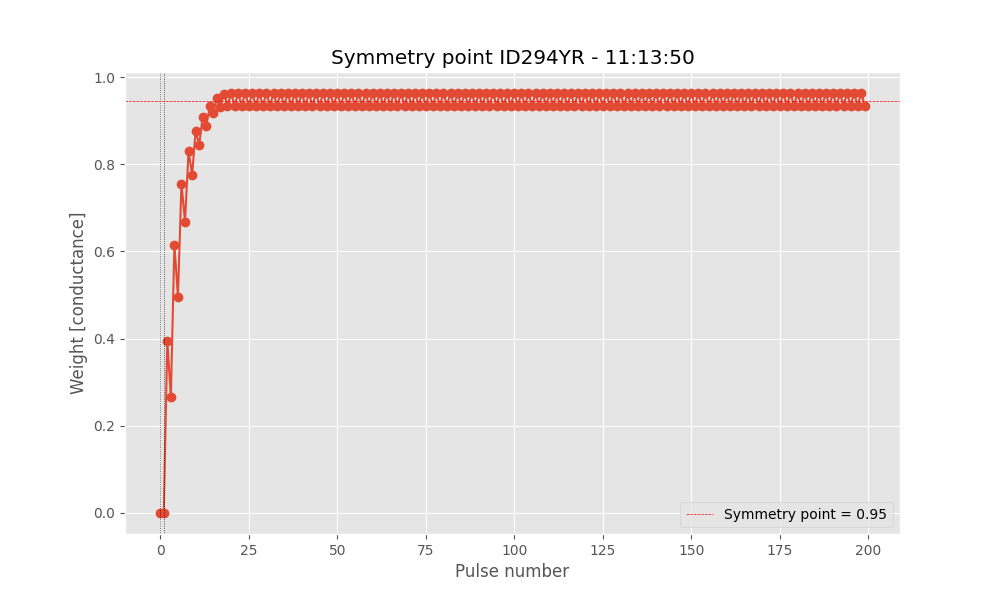 Symmetry point ID294YR - 11:13:50
Weight [conductance]
1.0
0.8
0.6
0.4
0.2
0.0
Symmetry point = 0.95
0 25 50 75 100 125 150 175 200
Pulse number